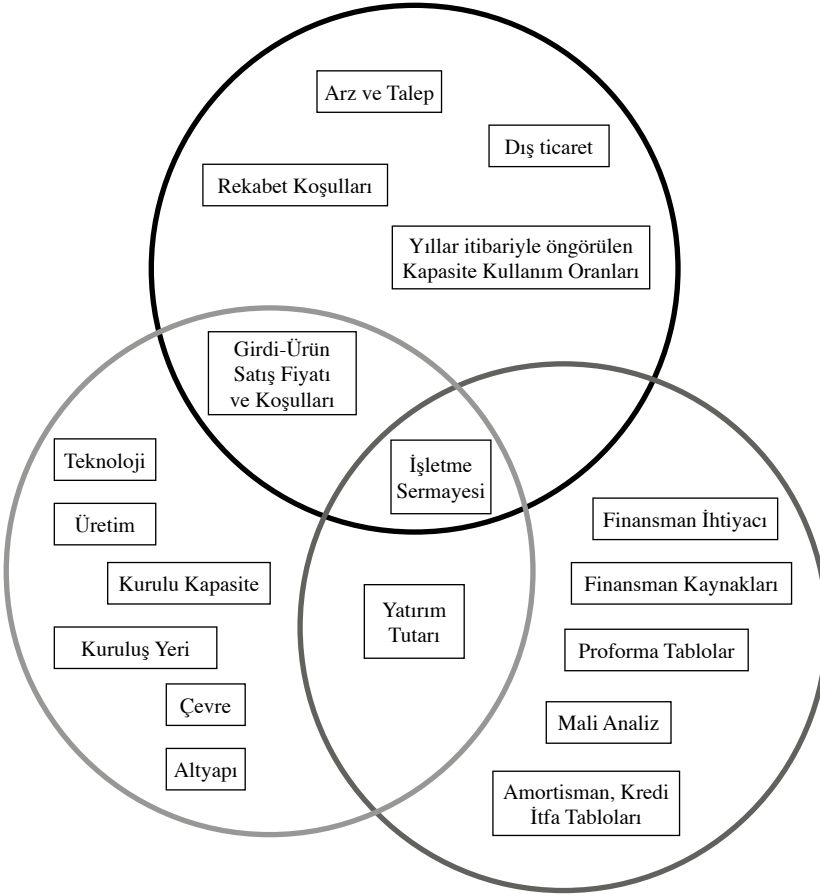 Arz ve Talep
Dış ticaret
Rekabet Koşulları
Yıllar itibariyle öngörülen
Kapasite Kullanım Oranları
Girdi-Ürün
Satış Fiyatı
ve Koşulları
İşletme
Sermayesi
Teknoloji
Üretim
Kurulu Kapasite
Kuruluş Yeri
Çevre
Altyapı
Yatırım
Tutarı
Finansman İhtiyacı
Finansman Kaynakları
Proforma Tablolar
Mali Analiz
Amortisman, Kredi
İtfa Tabloları